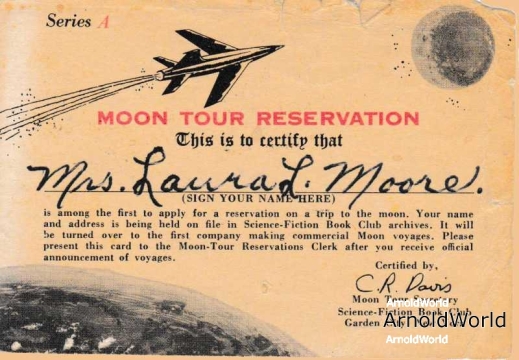 Series A
MOON TOUR RESERVATION
This is to certify that
Mrs. Laura L. Moore.
(SIGN YOUR NAME HERE)
is among the first to apply for a reservation on a trip to the moon. Your name
and address is being held on file in Science-Fiction Book Club archives. It will
be turned over to the first company making commercial Moon voyages. Please
present this card to the Moon-Tour Reservations Clerk after you receive official
announcement of voyages.
Certified by,
C.R. Davis
Moon Tour
ArnoldWorld
Science-Fiction Book Club
ArnoldWorld
Garden City
ArnoldWorld